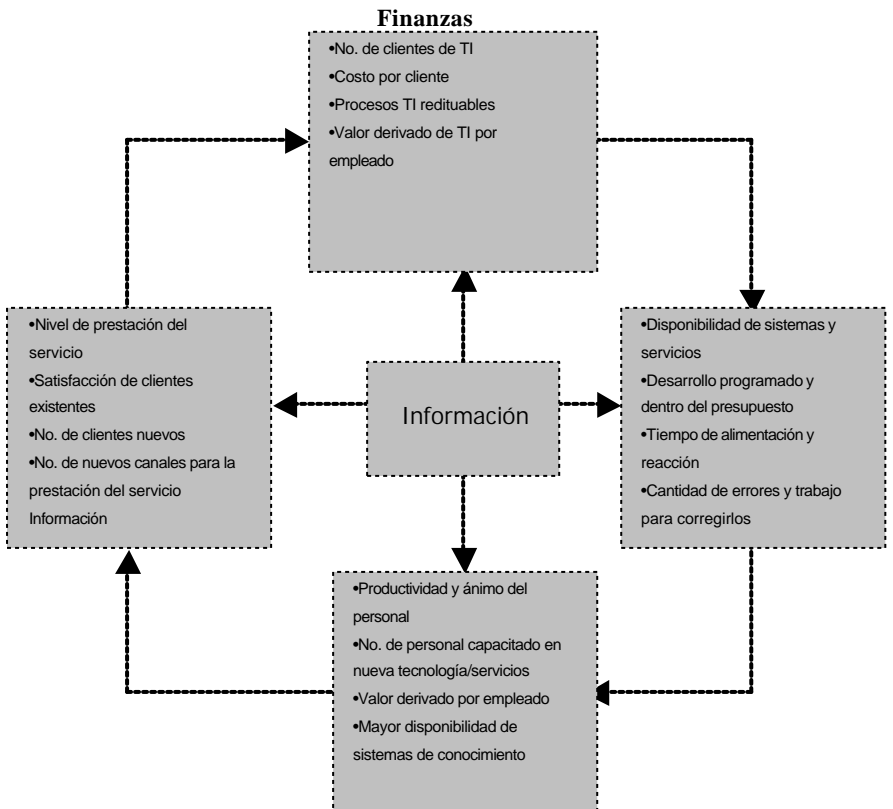 Finanzas
•No. de clientes de TI
•Costo por cliente
•Procesos TI redituables
•Valor derivado de TI por
empleado
•Nivel de prestación del
servicio
•Satisfacción de clientes
existentes
•No. de clientes nuevos
•No. de nuevos canales para la
prestación del servicio
Información
Información
•Disponibilidad de sistemas y
servicios
•Desarrollo programado y
dentro del presupuesto
•Tiempo de alimentación y
reacción
•Cantidad de errores y trabajo
para corregirlos
•Productividad y ánimo del
personal
•No. de personal capacitado en
nueva tecnología/servicios
•Valor derivado por empleado
•Mayor disponibilidad de
sistemas de conocimiento